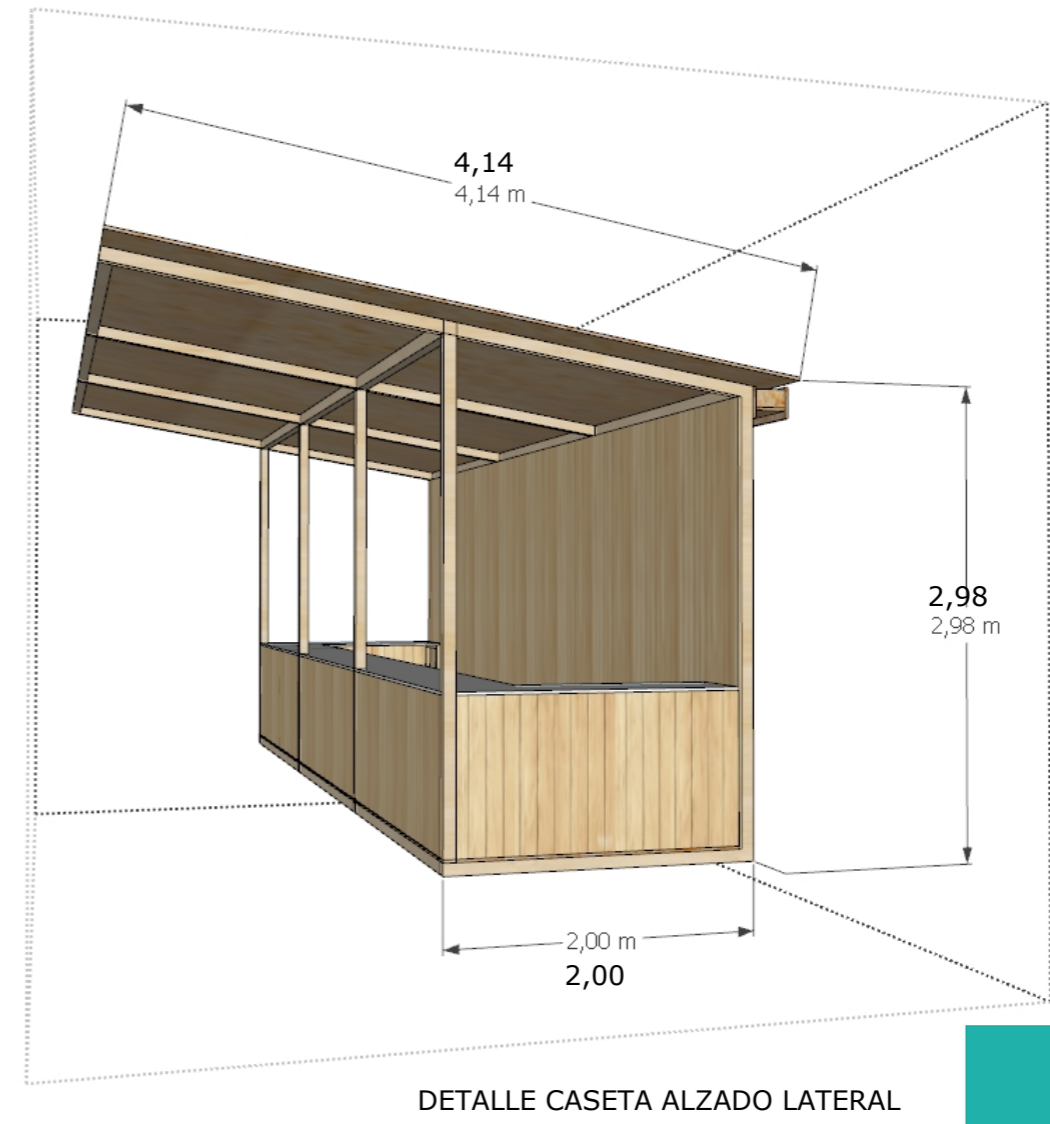 4,14
4,14 m
2,98
2,98 m
2,00 m
2,00
DETALLE CASETA ALZADO LATERAL